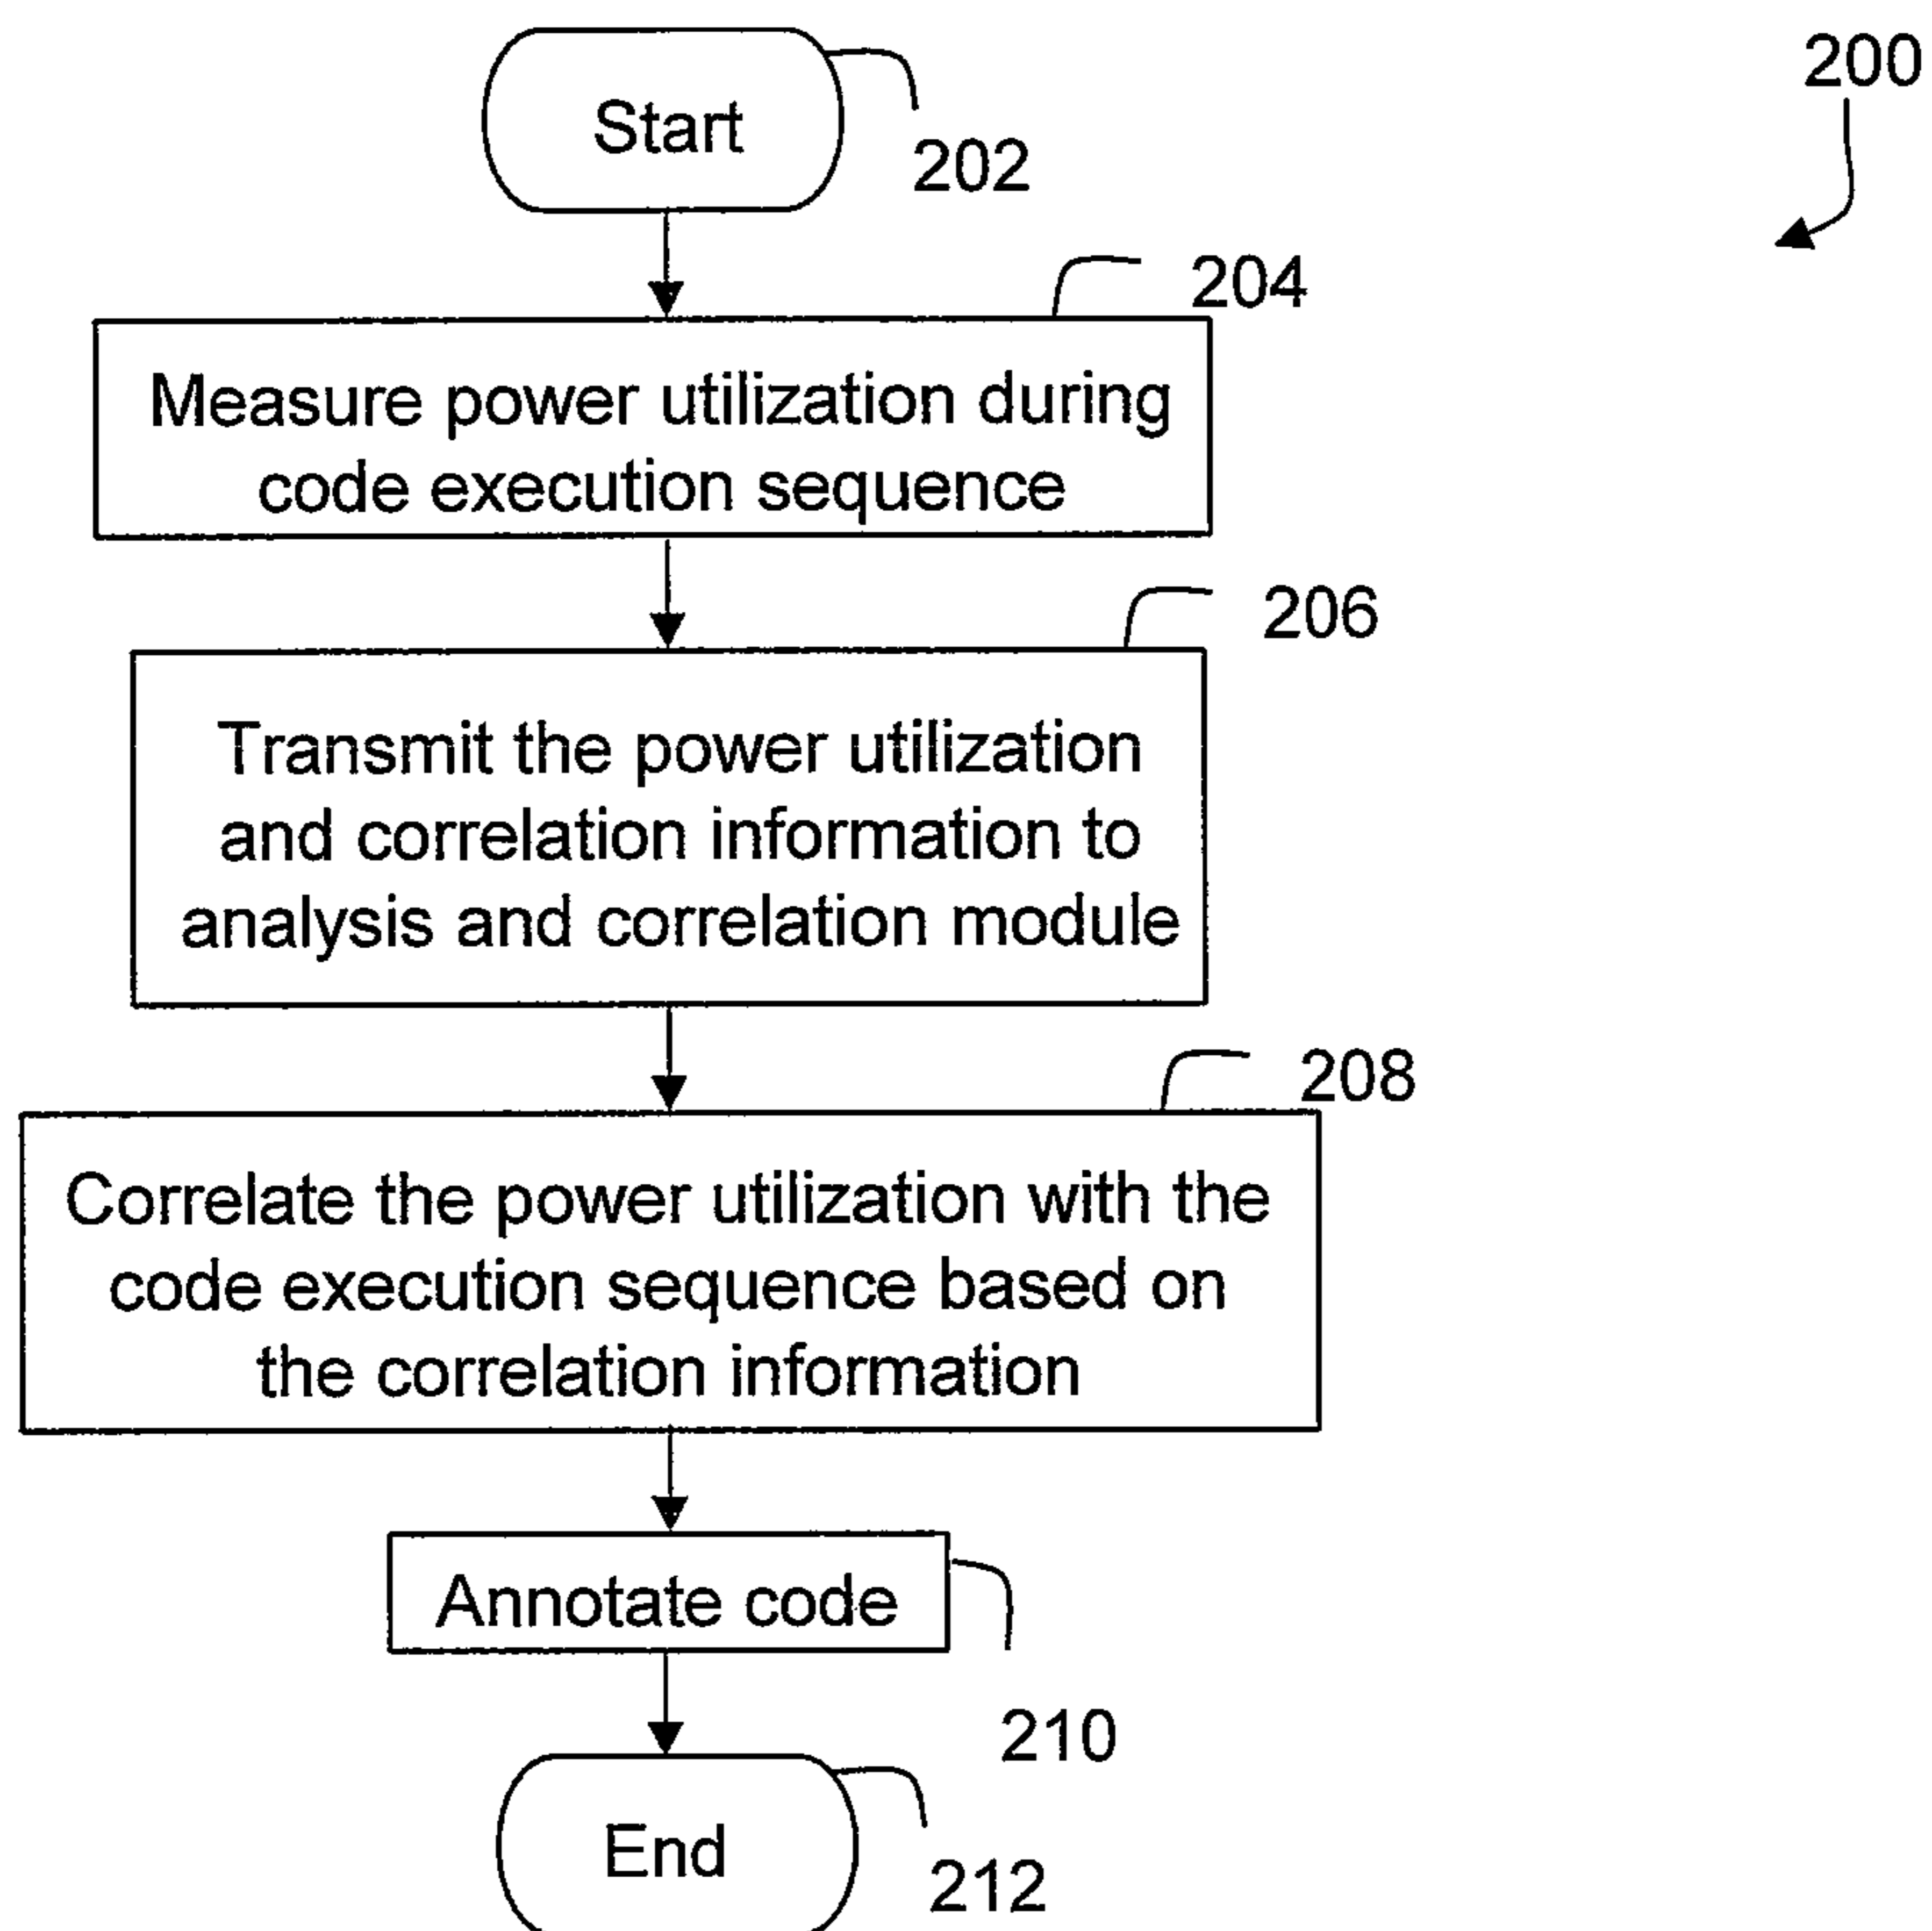 200
Start
202
204
Measure power utilization during
code execution sequence
206
Transmit the power utilization
and correlation information to
analysis and correlation module
208
Correlate the power utilization with the
code execution sequence based on
the correlation information
Annotate code
210
End
212